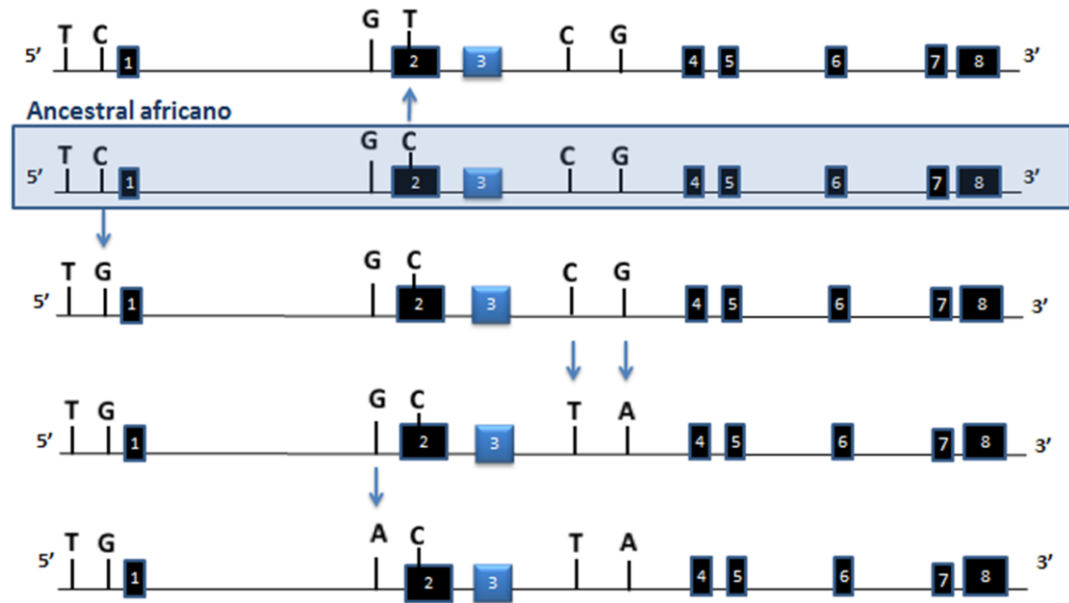 T C G T C G
5' 1 2 3 4 5 6 7 8 3'
Ancestral africano
T C G C C G
5' 1 2 3 4 5 6 7 8 3'
T G G C C G
5' 1 2 3 4 5 6 7 8 3'
T G G C T A
5' 1 2 3 4 5 6 7 8 3'
T G A C T A
5' 1 2 3 4 5 6 7 8 3'